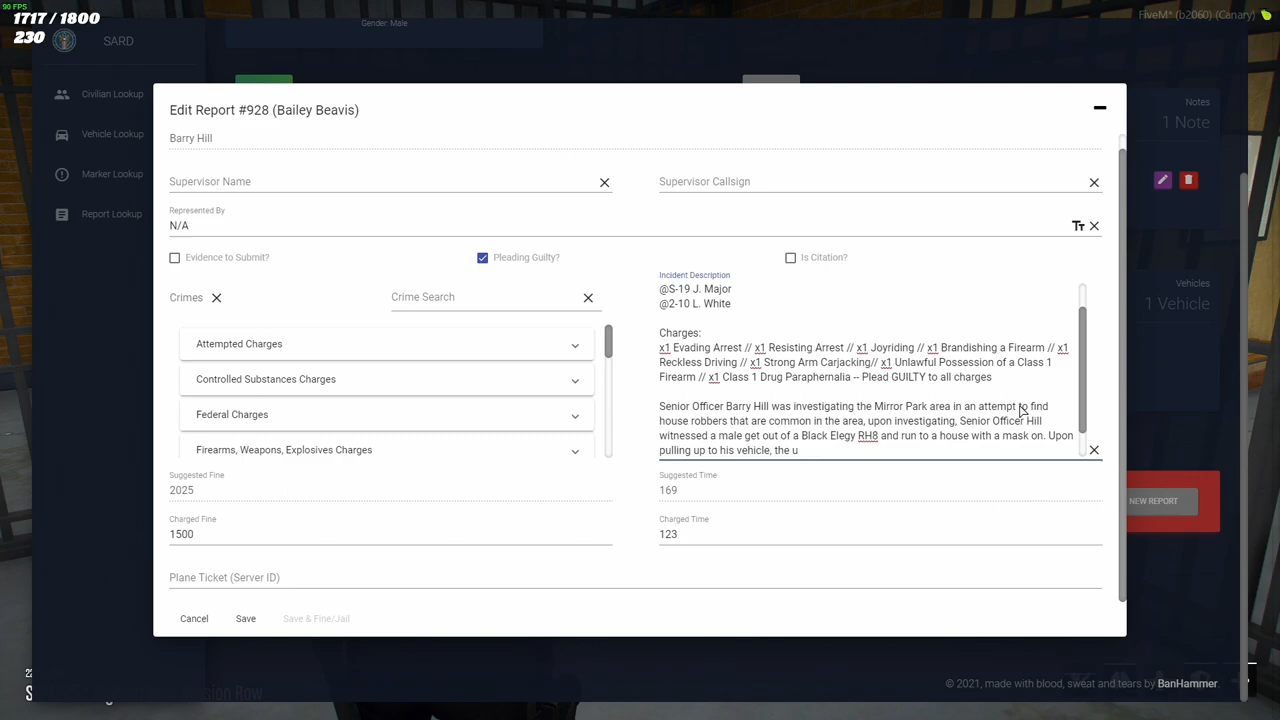 90 FPS
1717 / 1800
230
FiveM* (b2060) (Canary)
SARD
Gender: Male
Civilian Lookup
Vehicle Lookup
Marker Lookup
Report Lookup
Notes
1 Note
Vehicles
1 Vehicle
NEW REPORT
Edit Report #928 (Bailey Beavis)
Barry Hill
Supervisor Name
Supervisor Callsign
Represented By
N/A
Evidence to Submit?
Pleading Guilty?
Is Citation?
Crimes
Crime Search
Attempted Charges
Controlled Substances Charges
Federal Charges
Firearms, Weapons, Explosives Charges
Incident Description
@S-19 J. Major
@2-10 L. White
Charges:
x1 Evading Arrest // x1 Resisting Arrest // x1 Joyriding // x1 Brandishing a Firearm // x1
Reckless Driving // x1 Strong Arm Carjacking// x1 Unlawful Possession of a Class 1
Firearm // x1 Class 1 Drug Paraphernalia -- Plead GUILTY to all charges
Senior Officer Barry Hill was investigating the Mirror Park area in an attempt to find
house robbers that are common in the area, upon investigating, Senior Officer Hill
witnessed a male get out of a Black Elegy RH8 and run to a house with a mask on. Upon
pulling up to his vehicle, the u
Suggested Fine
2025
Suggested Time
169
Charged Fine
1500
Charged Time
123
Plane Ticket (Server ID)
Cancel
Save
Save & Fine/Jail
© 2021, made with blood, sweat and tears by BanHammer.